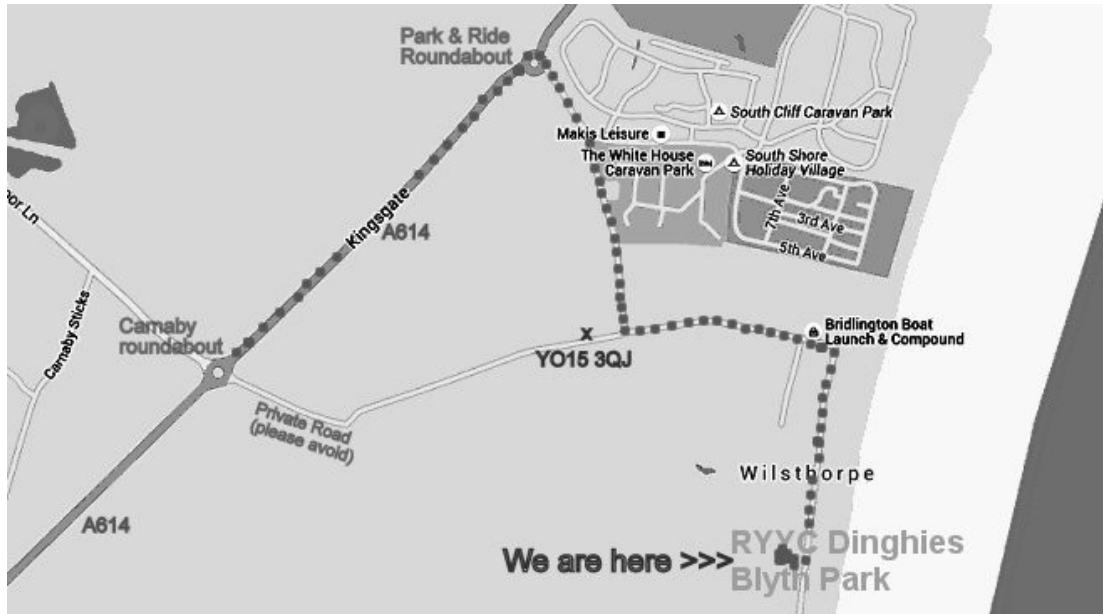 Park & Ride
Roundabout
South Cliff Caravan Park
Makis Leisure
The White House
Caravan Park
South Shore
Holiday Village
7th Ave
3rd Ave
5th Ave
oor Ln
Kingsgate
A614
Carnaby Sticks
Carnaby
roundabout
Bridlington Boat
Launch & Compound
X
YO15 3QJ
Private Road
(please avoid)
Wilsthorpe
A614
We are here >>>
RYYC Dinghies
Blyth Park